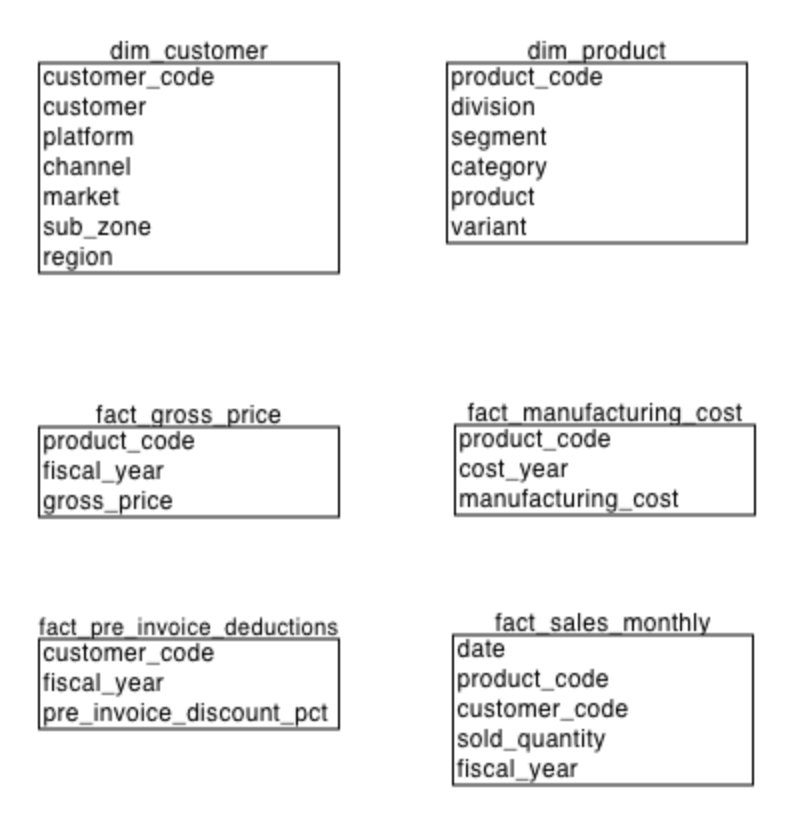 dim_customer
customer_code
customer
platform
channel
market
sub_zone
region
dim_product
product_code
division
segment
category
product
variant
fact_gross_price
product_code
fiscal_year
gross_price
fact_manufacturing_cost
product_code
cost_year
manufacturing_cost
fact_pre_invoice_deductions
customer_code
fiscal_year
pre_invoice_discount_pct
fact_sales_monthly
date
product_code
customer_code
sold_quantity
fiscal_year